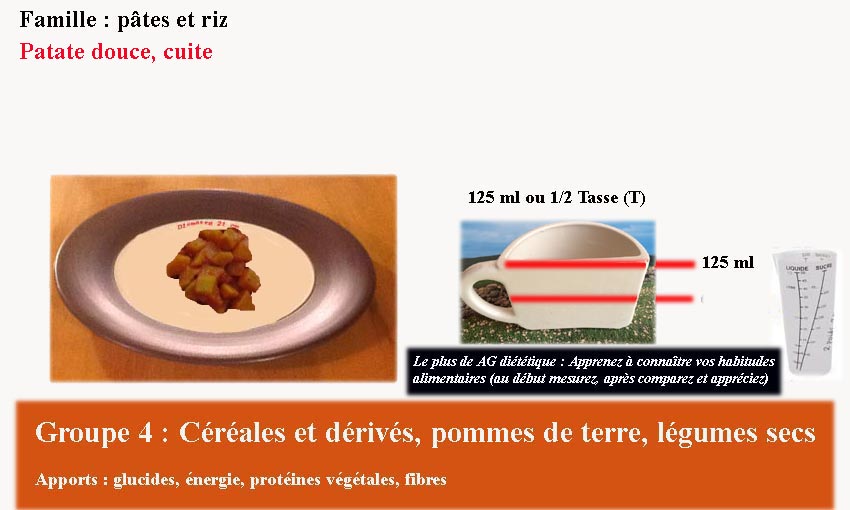 Famille : pâtes et riz
Patate douce, cuite
125 ml ou 1/2 Tasse (T)
Diamètre 21 cm
125 ml
LIQUIDE SUCRE
Le plus de AG diététique : Apprenez à connaître vos habitudes
alimentaires (au début mesurez, après comparez et appréciez)
Groupe 4 : Céréales et dérivés, pommes de terre, légumes secs
Apports : glucides, énergie, protéines végétales, fibres